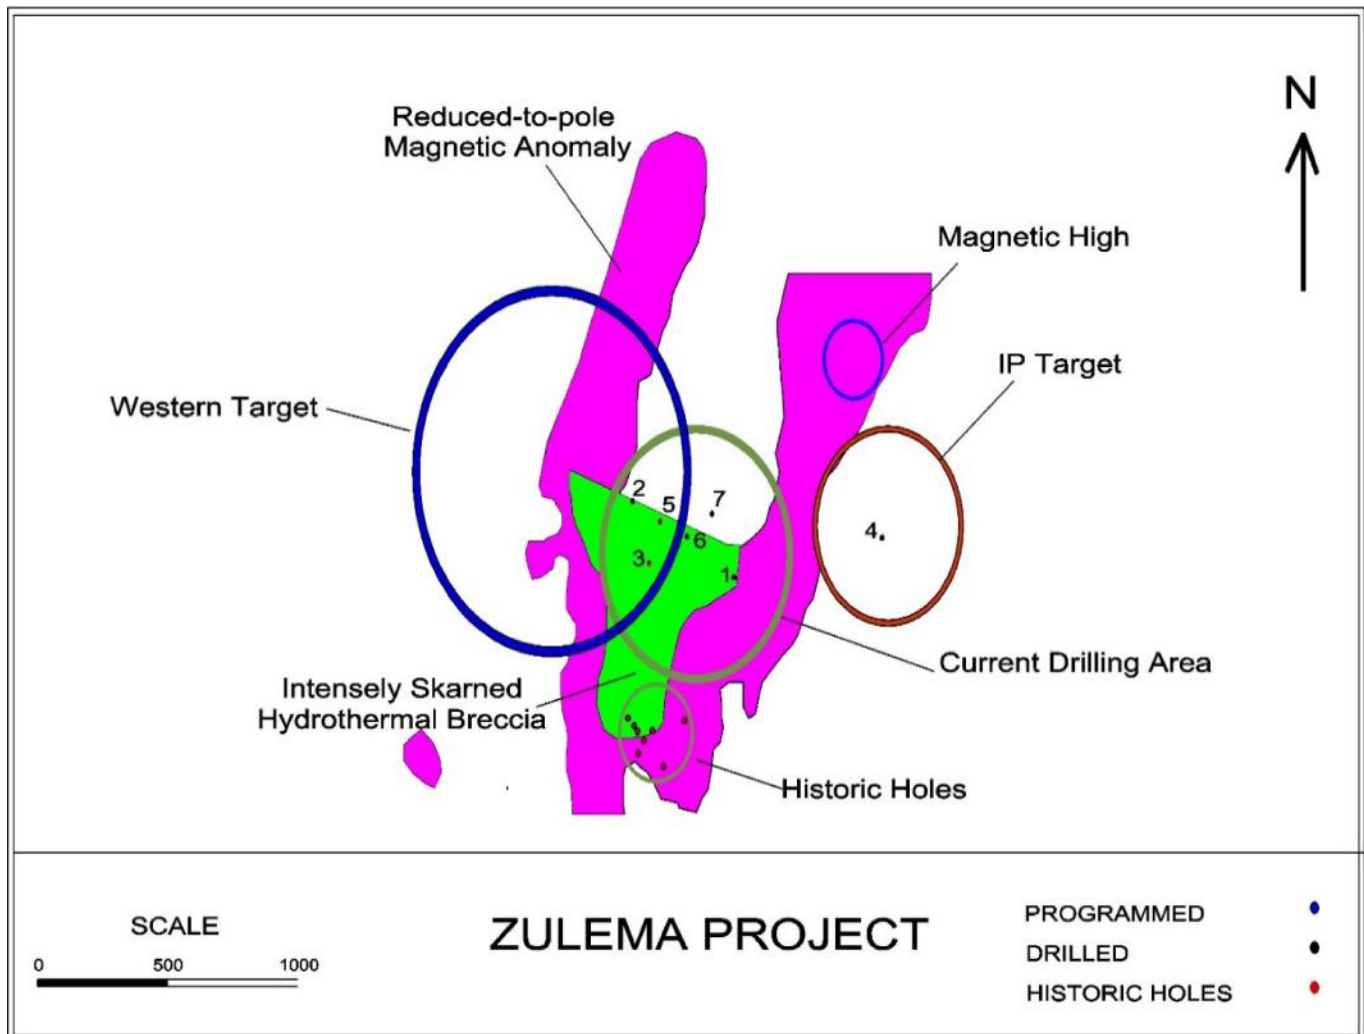 N
Reduced-to-pole
Magnetic Anomaly
Magnetic High
IP Target
Western Target
2
5
7
6
4
3
1
Current Drilling Area
Intensely Skarned
Hydrothermal Breccia
Historic Holes
SCALE
0 500 1000
ZULEMA PROJECT
PROGRAMMED
DRILLED
HISTORIC HOLES